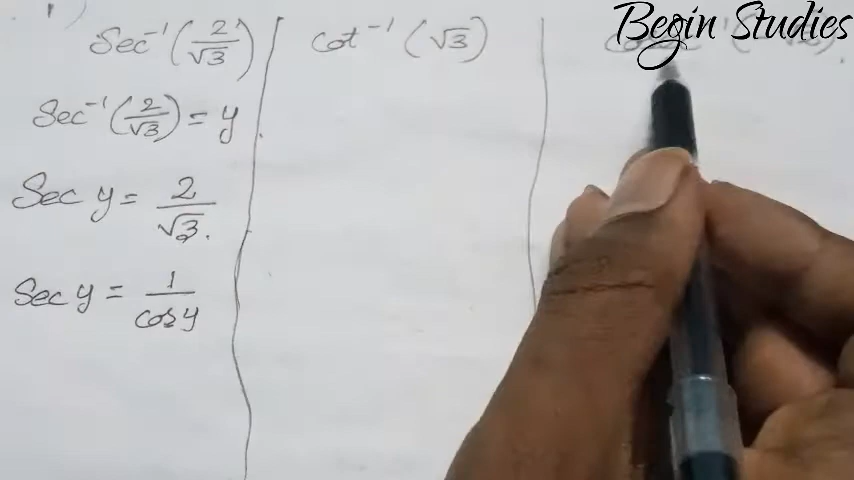 1)
Sec⁻¹(2/√3)
Sec⁻¹(2/√3) = y
Sec y = 2/√3.
Sec y = 1/cos y
cot⁻¹(√3)
Begin Studies